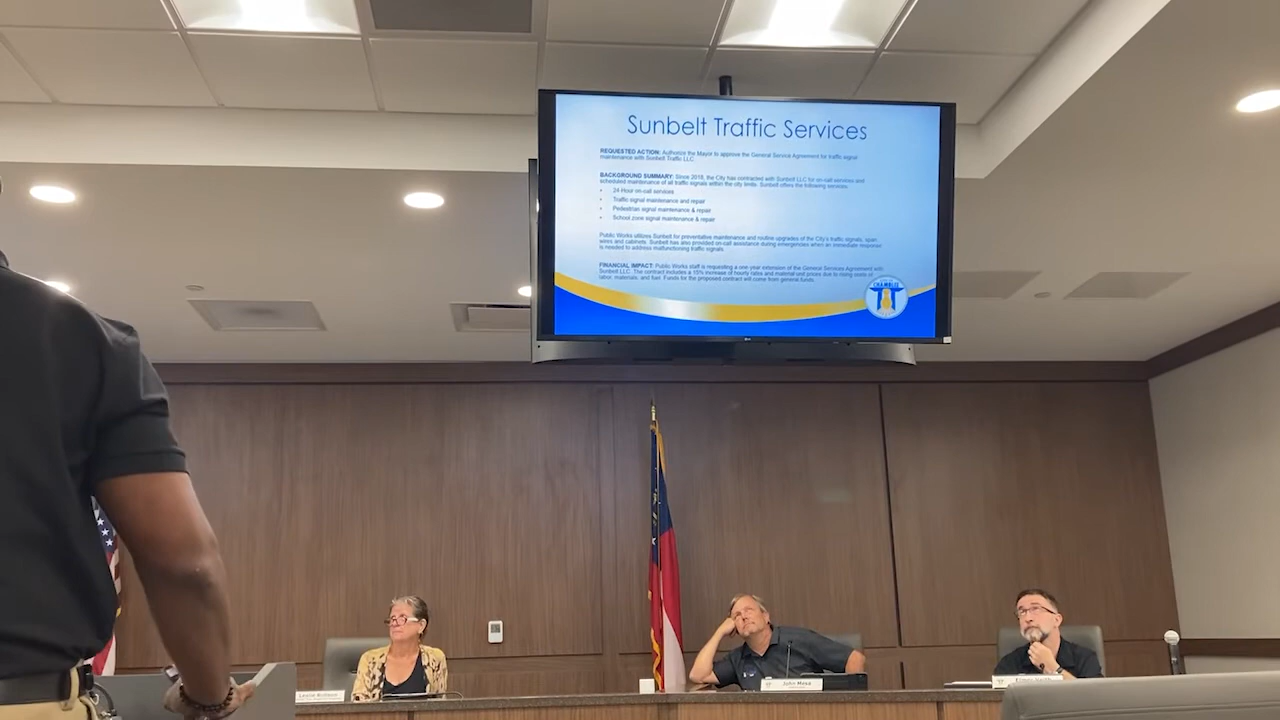 Sunbelt Traffic Services
REQUESTED ACTION: Authorize the Mayor to approve the General Service Agreement for traffic signal
maintenance with Sunbelt Traffic LLC
BACKGROUND SUMMARY: Since 2018, the City has contracted with Sunbelt LLC for on-call services and
scheduled maintenance of all traffic signals within the city limits. Sunbelt offers the following services:
• 24-Hour on-call services
• Traffic signal maintenance and repair
• Pedestrian signal maintenance & repair
• School zone signal maintenance & repair
Public Works utilizes Sunbelt for preventative maintenance and routine upgrades of the City's traffic signals, span
wires and cabinets. Sunbelt has also provided on-call assistance during emergencies when an immediate response
is needed to address malfunctioning traffic signals.
FINANCIAL IMPACT: Public Works staff is requesting a one year extension of the General Services Agreement with
Sunbelt LLC. The contract includes a 15% increase of hourly rates and material unit prices due to rising costs of
labor, materials, and fuel. Funds for the proposed contract will come from general funds.
CHAMBLEE
LG
Leslie
John Mesa